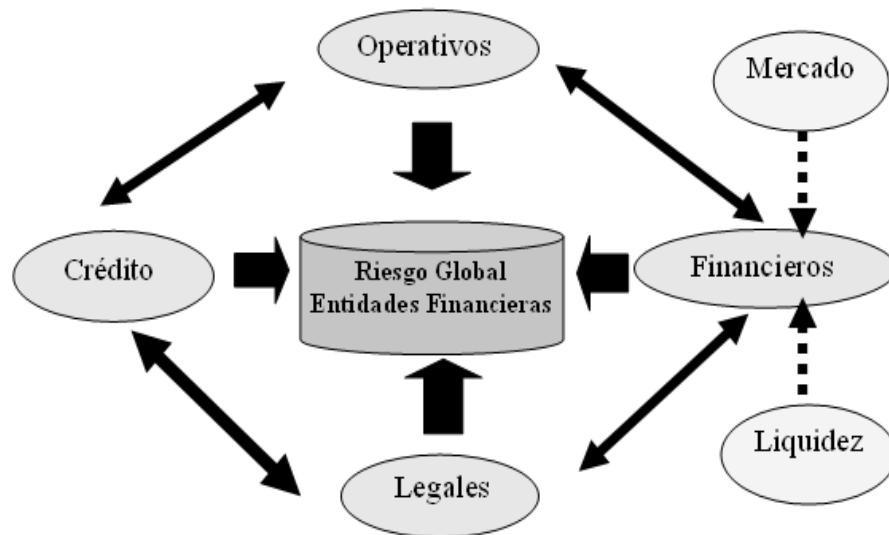 Operativos
Mercado
Crédito
Riesgo Global
Entidades Financieras
Financieros
Legales
Liquidez